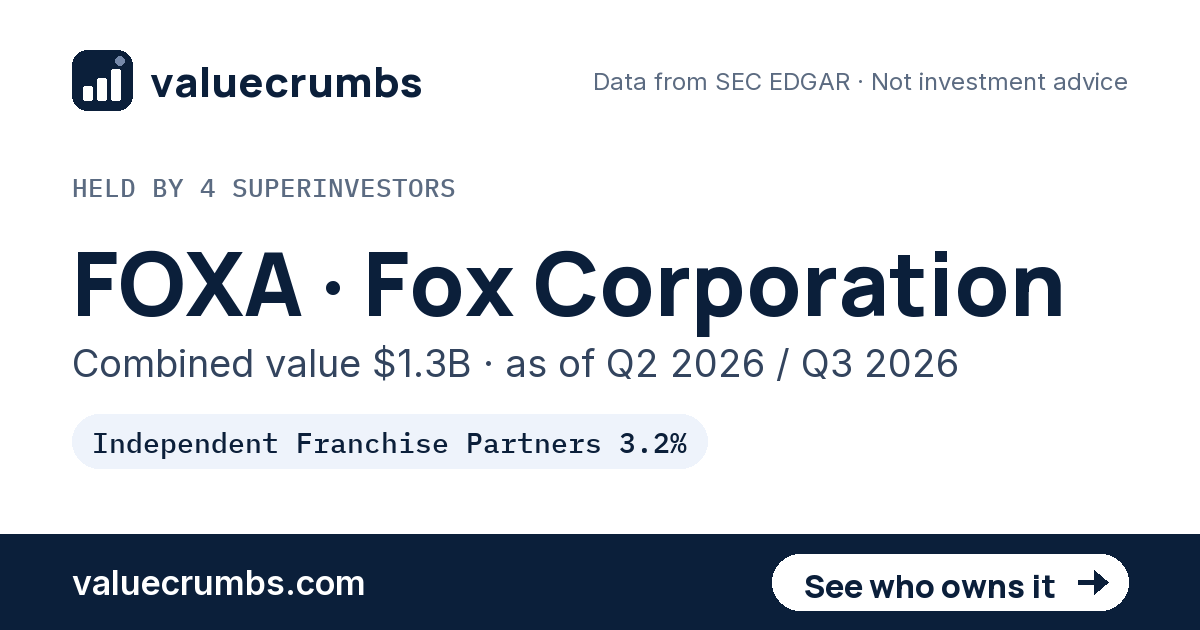 valuecrumbs
Data from SEC EDGAR · Not investment advice
HELD BY 4 SUPERINVESTORS
FOXA · Fox Corporation
Combined value $1.3B · as of Q2 2026 / Q3 2026
Independent Franchise Partners 3.2%
valuecrumbs.com
See who owns it →